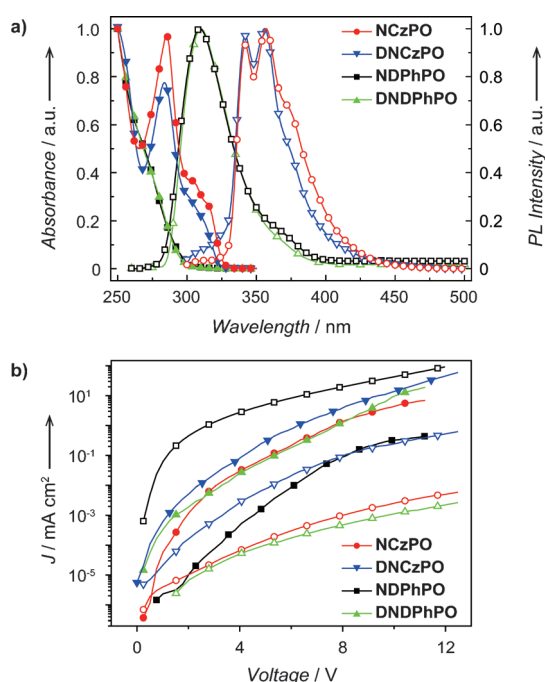 a)
NCzPO
DNCzPO
NDPhPO
DNDPhPO
1.0
0.8
0.6
0.4
0.2
0
Absorbance / a.u.
1.0
0.8
0.6
0.4
0.2
0
PL Intensity / a.u.
250 300 350 400 450 500
Wavelength / nm
b)
10¹
10⁻¹
10⁻³
10⁻⁵
J / mA cm²
NCzPO
DNCzPO
NDPhPO
DNDPhPO
0 4 8 12
Voltage / V